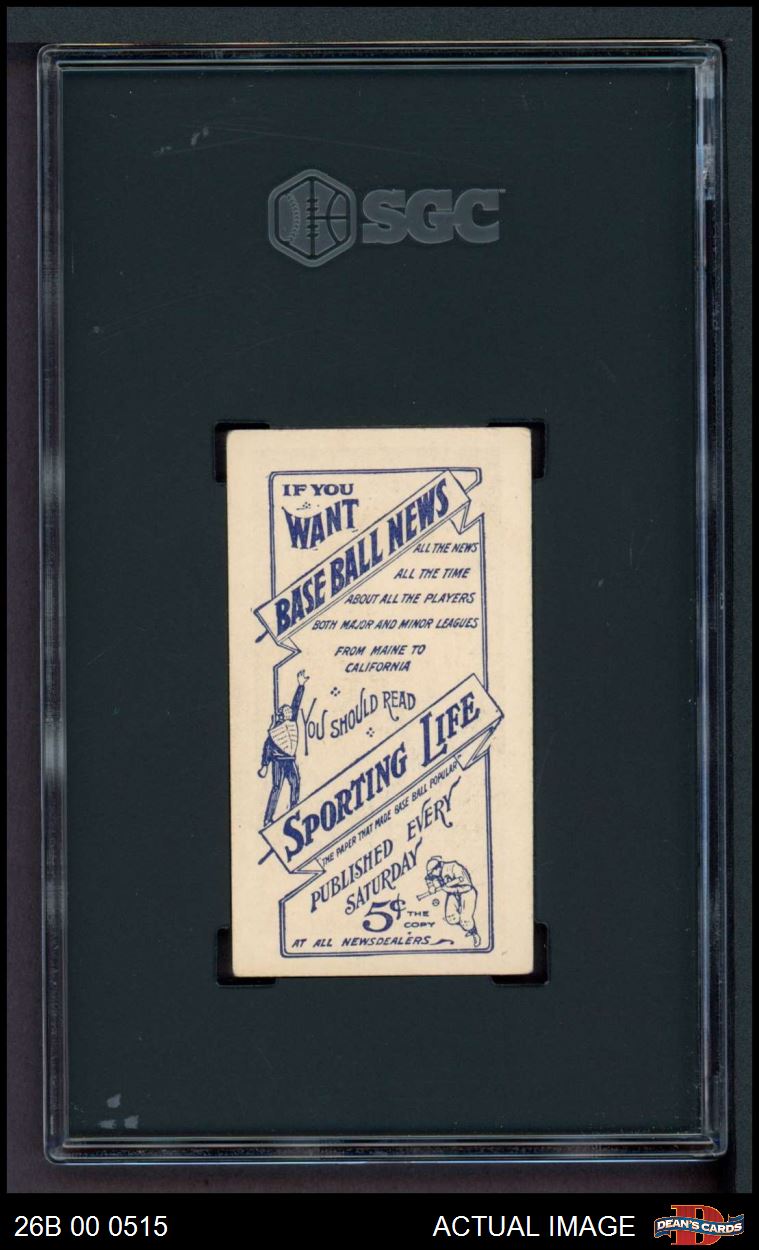 SGC
IF YOU
WANT
BASE BALL NEWS
ALL THE NEWS
ALL THE TIME
ABOUT ALL THE PLAYERS
BOTH MAJOR AND MINOR LEAGUES
FROM MAINE TO
CALIFORNIA
YOU SHOULD READ
SPORTING LIFE
THE PAPER THAT MADE BASE BALL POPULAR
PUBLISHED EVERY
SATURDAY
5¢ THE
COPY
AT ALL NEWSDEALERS
26B 00 0515
ACTUAL IMAGE
DEAN'S CARDS